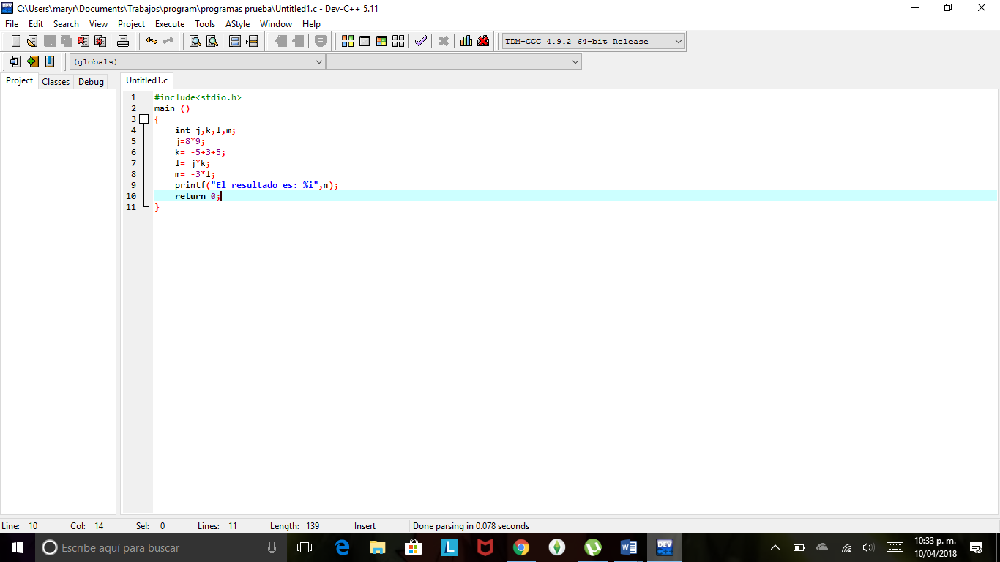 C:\Users\maryr\Documents\Trabajos\program\programas prueba\Untitled1.c - Dev-C++ 5.11
File Edit Search View Project Execute Tools AStyle Window Help
TDM-GCC 4.9.2 64-bit Release
(globals)
Project Classes Debug Untitled1.c
1 #include<stdio.h>
2 main ()
3 {
4 int j,k,l,m;
5 j=8*9;
6 k= -5+3+5;
7 l= j*k;
8 m= -3*l;
9 printf("El resultado es: %i",m);
10 return 0;
11 }
Line: 10 Col: 14 Sel: 0 Lines: 11 Length: 139 Insert Done parsing in 0.078 seconds
Escribe aquí para buscar
10:33 p. m.
10/04/2018